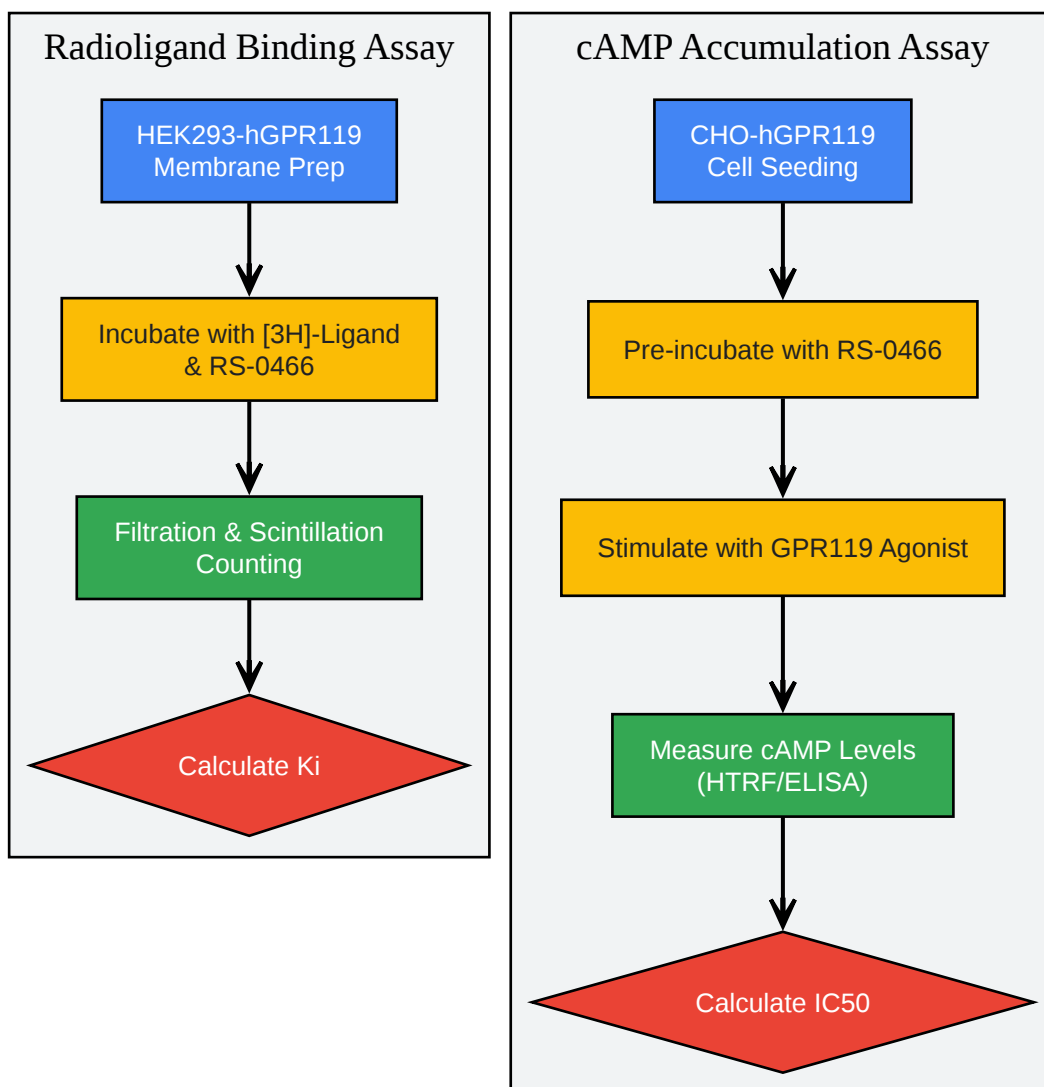 Radioligand Binding Assay
HEK293-hGPR119
Membrane Prep
Incubate with [3H]-Ligand
& RS-0466
Filtration & Scintillation
Counting
Calculate Ki
cAMP Accumulation Assay
CHO-hGPR119
Cell Seeding
Pre-incubate with RS-0466
Stimulate with GPR119 Agonist
Measure cAMP Levels
(HTRF/ELISA)
Calculate IC50